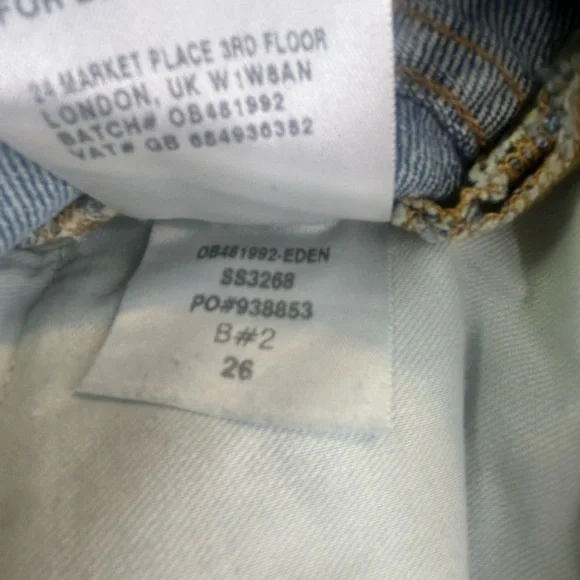 FOR
24 MARKET PLACE 3RD FLOOR
LONDON, UK W1W8AN
BATCH# OB481992
VAT# GB 684936382
OB481992-EDEN
SS3268
PO#938853
B#2
26